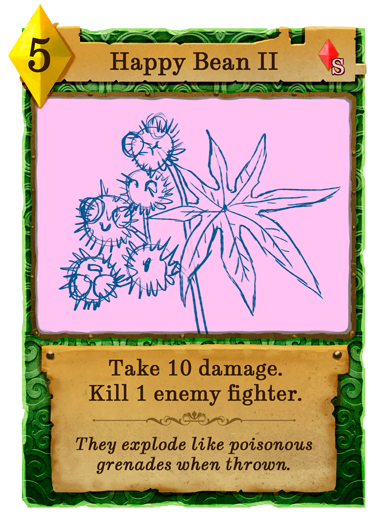 5
Happy Bean II
S
Take 10 damage.
Kill 1 enemy fighter.
They explode like poisonous
grenades when thrown.